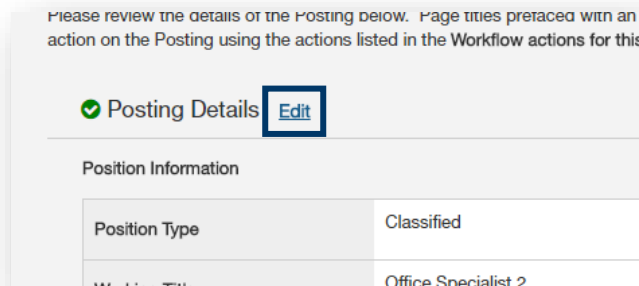 Please review the details of the Posting below. Page titles prefaced with an
action on the Posting using the actions listed in the Workflow actions for this
Posting Details Edit
Position Information
Position Type Classified
Working Title Office Specialist 2